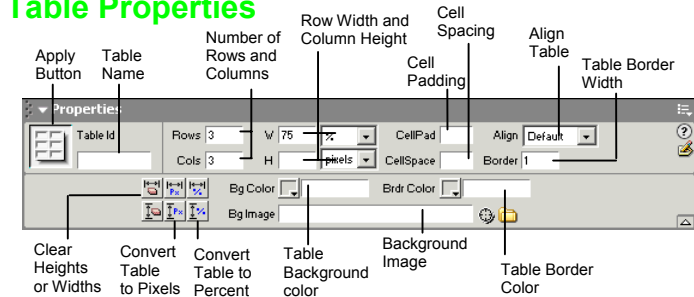 Table Properties
Apply
Button
Table
Name
Number of
Rows and
Columns
Row Width and
Column Height
Cell
Padding
Cell
Spacing
Align
Table
Table Border
Width
Properties
Table Id
Rows 3
W 75
%
CellPad
Align Default
Cols 3
H
pixels
CellSpace
Border 1
Bg Color
Brdr Color
Bg Image
Clear
Heights
or Widths
Convert
Table
to Pixels
Convert
Table to
Percent
Table
Background
color
Background
Image
Table Border
Color